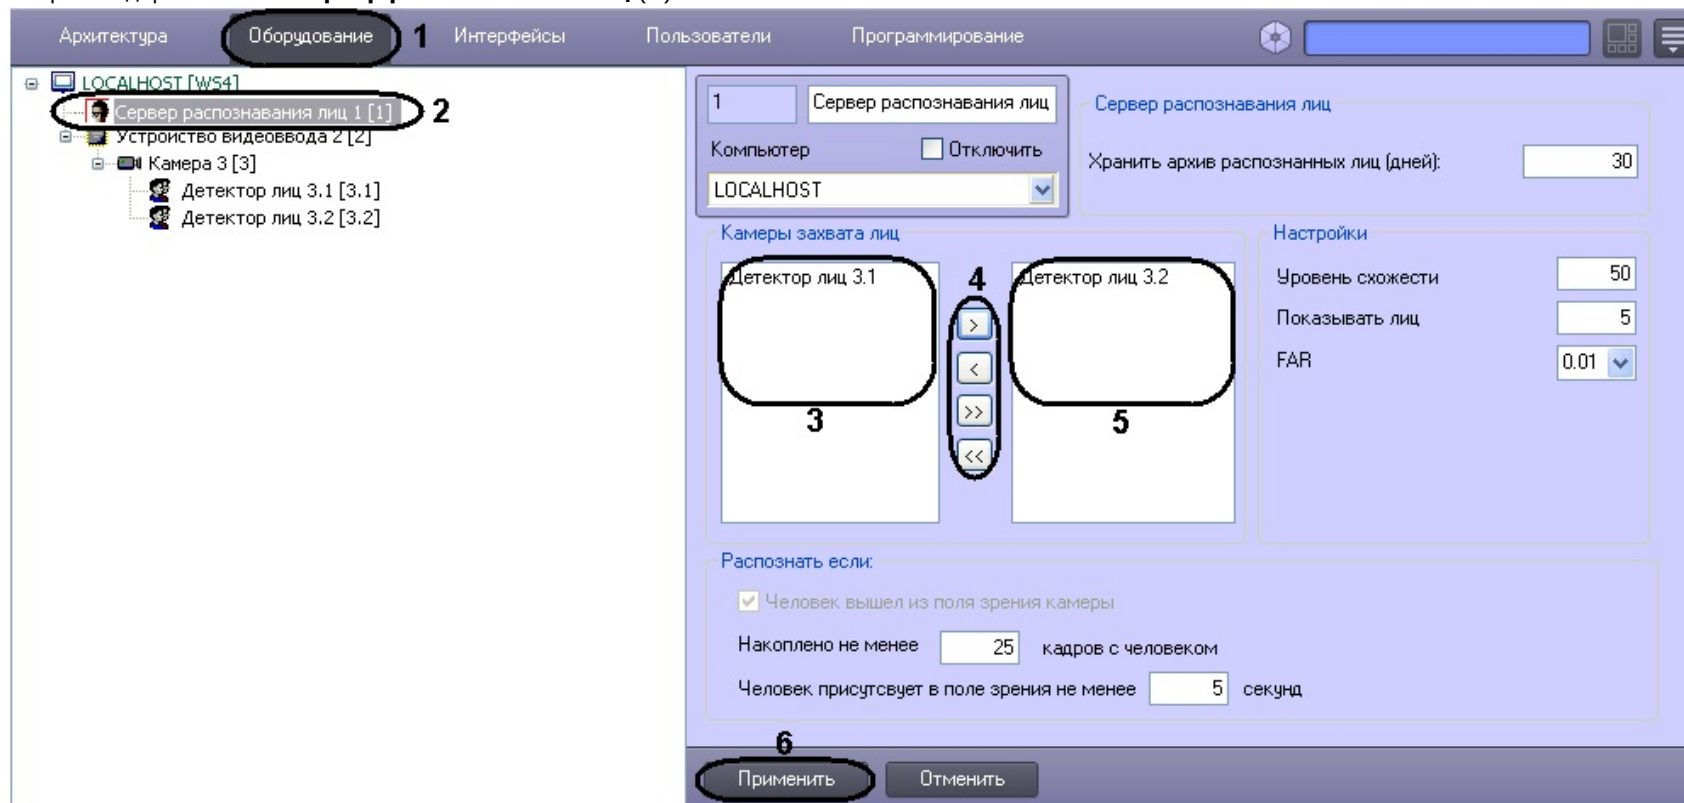 Архитектура Оборудование 1 Интерфейсы Пользователи Программирование
LOCALHOST [WS4]
Сервер распознавания лиц 1 [1] 2
Устройство видеоввода 2 [2]
Камера 3 [3]
Детектор лиц 3.1 [3.1]
Детектор лиц 3.2 [3.2]
1 Сервер распознавания лиц
Компьютер Отключить
LOCALHOST
Сервер распознавания лиц
Хранить архив распознанных лиц (дней): 30
Камеры захвата лиц
Детектор лиц 3.1 4 Детектор лиц 3.2
>
<
>>
<<
3 5
Настройки
Уровень схожести 50
Показывать лиц 5
FAR 0.01
Распознать если:
Человек вышел из поля зрения камеры
Накоплено не менее 25 кадров с человеком
Человек присутсвует в поле зрения не менее 5 секунд
6
Применить Отменить